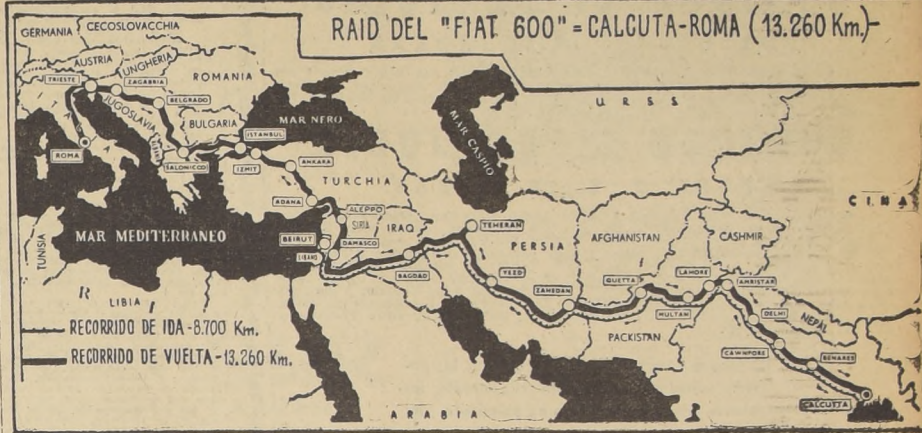 RAID DEL "FIAT 600" = CALCUTA-ROMA (13.260 Km.)-
GERMANIA
CECOSLOVACCHIA
AUSTRIA
UNGHERIA
ROMANIA
TRIESTE
ZAGABRIA
BELGRADO
JUGOSLAVIA
BULGARIA
MAR NERO
MAR CASPIO
U. R. S. S.
ROMA
SALONICCO
ISTANBUL
IZMIT
ANKARA
TURCHIA
ADANA
ALEPPO
SIRIA
IRAQ
TEHERAN
CINA
MAR MEDITERRANEO
BEIRUT
DAMASCO
PERSIA
AFGHANISTAN
CASHMIR
TUNISIA
BAGDAD
YEZD
ZAHEDAN
QUETTA
LAHORE
AMRISTAR
MULTAN
DELHI
NEPAL
LIBIA
PACKISTAN
CAWNPORE
BENARES
CALCUTTA
ARABIA
RECORRIDO DE IDA-8.700 Km.
RECORRIDO DE VUELTA-13.260 Km.